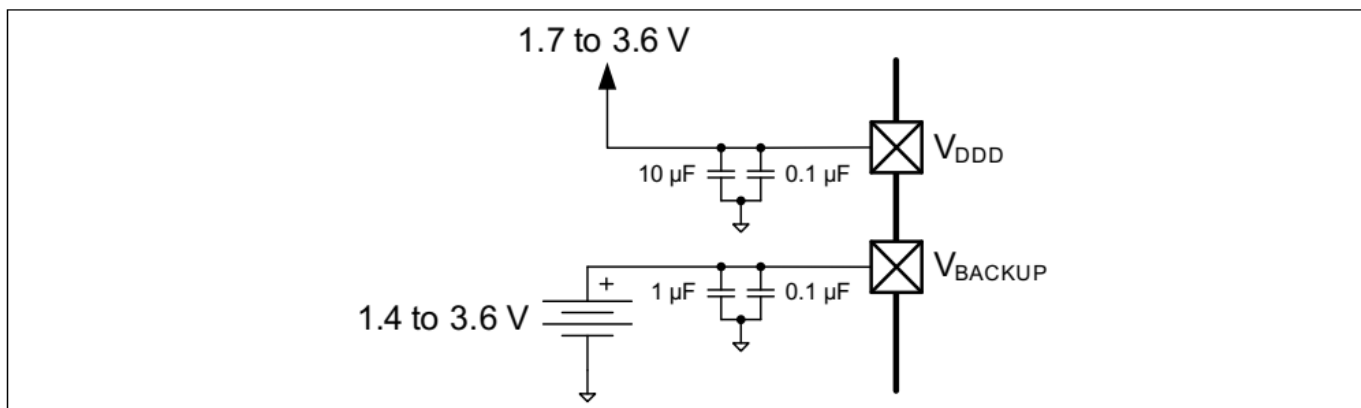 1.7 to 3.6 V
10 µF
0.1 µF
VDDD
1 µF
0.1 µF
VBACKUP
+
1.4 to 3.6 V